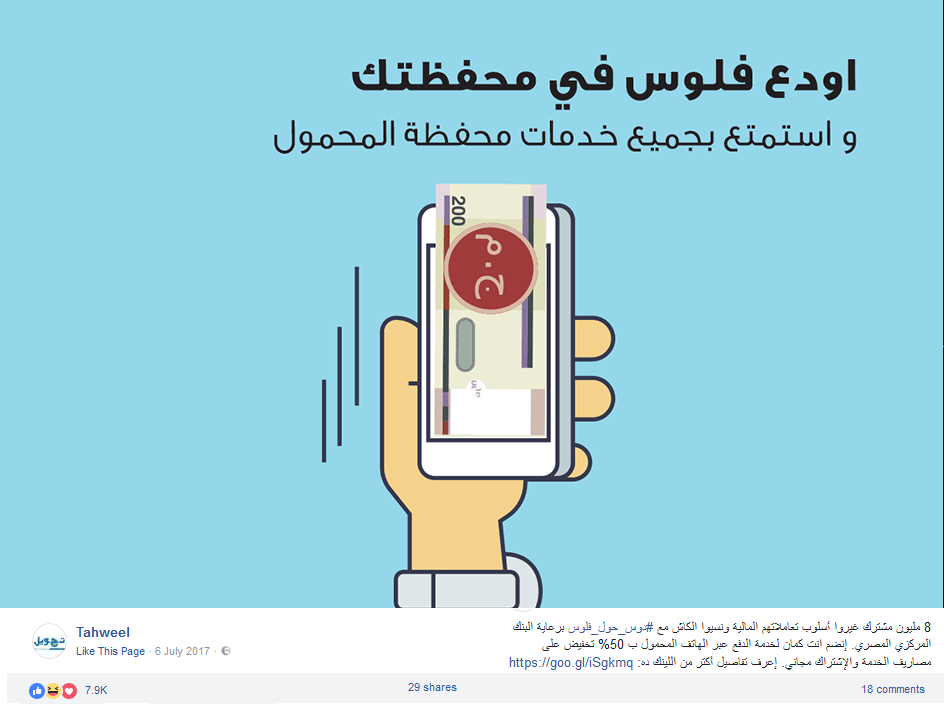 اودع فلوس في محفظتك
و استمتع بجميع خدمات محفظة المحمول
200
ج.م
تحويل
Tahweel
Like This Page · 6 July 2017 ·
8 مليون مشترك غيروا أسلوب تعاملاتهم المالية ونسيوا الكاش مع #دوس_حول_فلوس برعاية البنك
المركزي المصري. إنضم انت كمان لخدمة الدفع عبر الهاتف المحمول ب 50% تخفيض على
مصاريف الخدمة والإشتراك مجاني. إعرف تفاصيل أكتر من اللينك ده: https://goo.gl/iSgkmq
7.9K
29 shares
18 comments